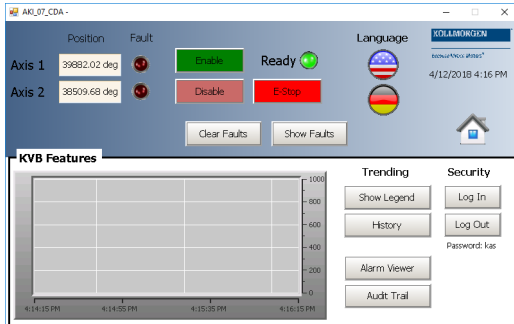 AKI_07_CDA -
Position Fault
Language
KOLLMORGEN
Axis 1 39882.02 deg Enable Ready
4/12/2018 4:16 PM
Axis 2 38509.68 deg Disable E-Stop
Clear Faults Show Faults
KVB Features
Trending Security
1000
Show Legend Log In
800
History Log Out
600
Password: kas
400
Alarm Viewer
200
Audit Trail
0
4:14:15 PM 4:14:55 PM 4:15:35 PM 4:16:15 PM